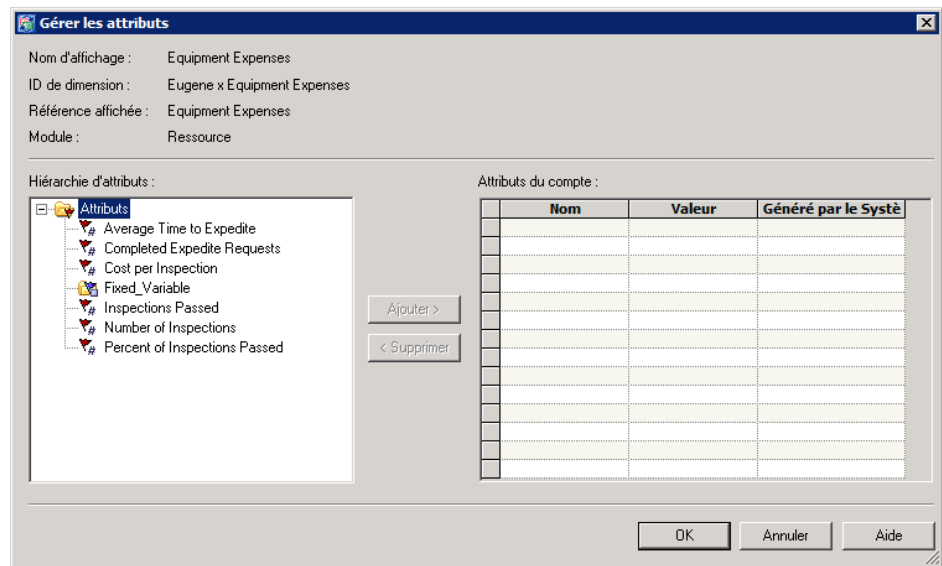 Gérer les attributs
Nom d'affichage : Equipment Expenses
ID de dimension : Eugene x Equipment Expenses
Référence affichée : Equipment Expenses
Module : Ressource
Hiérarchie d'attributs :
Attributs
Average Time to Expedite
Completed Expedite Requests
Cost per Inspection
Fixed_Variable
Inspections Passed
Number of Inspections
Percent of Inspections Passed
Ajouter >
< Supprimer
Attributs du compte :
Nom Valeur Généré par le Systè
OK Annuler Aide